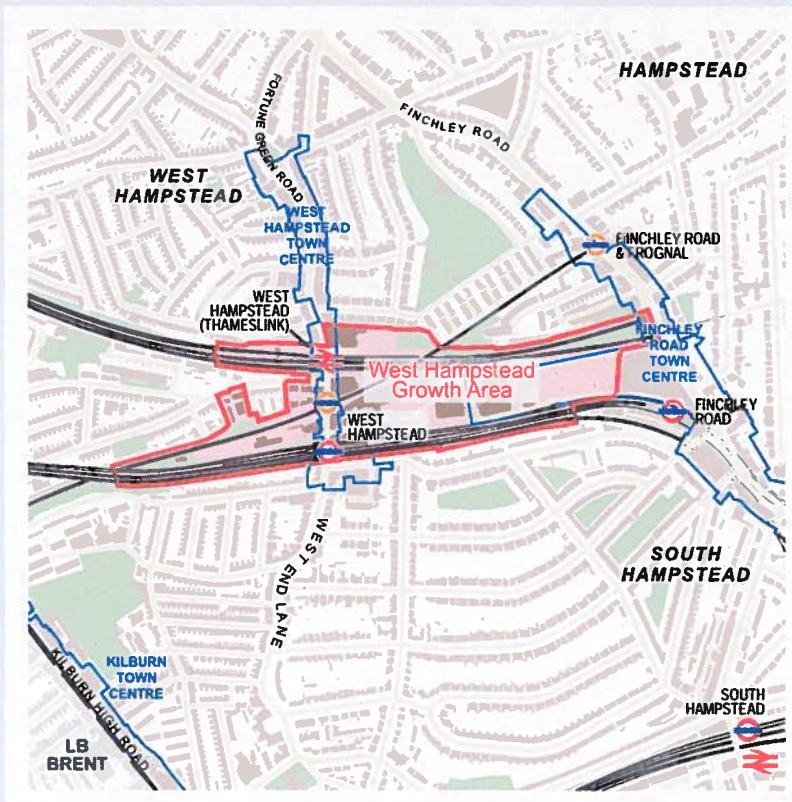 HAMPSTEAD
FORTUNE GREEN ROAD
FINCHLEY ROAD
WEST
HAMPSTEAD
WEST
HAMPSTEAD
TOWN
CENTRE
FINCHLEY ROAD
& FROGNAL
WEST
HAMPSTEAD
(THAMESLINK)
FINCHLEY
ROAD
TOWN
CENTRE
West Hampstead
Growth Area
FINCHLEY
ROAD
WEST
HAMPSTEAD
WEST END LANE
SOUTH
HAMPSTEAD
KILBURN
TOWN
CENTRE
KILBURN HIGH ROAD
SOUTH
HAMPSTEAD
LB
BRENT